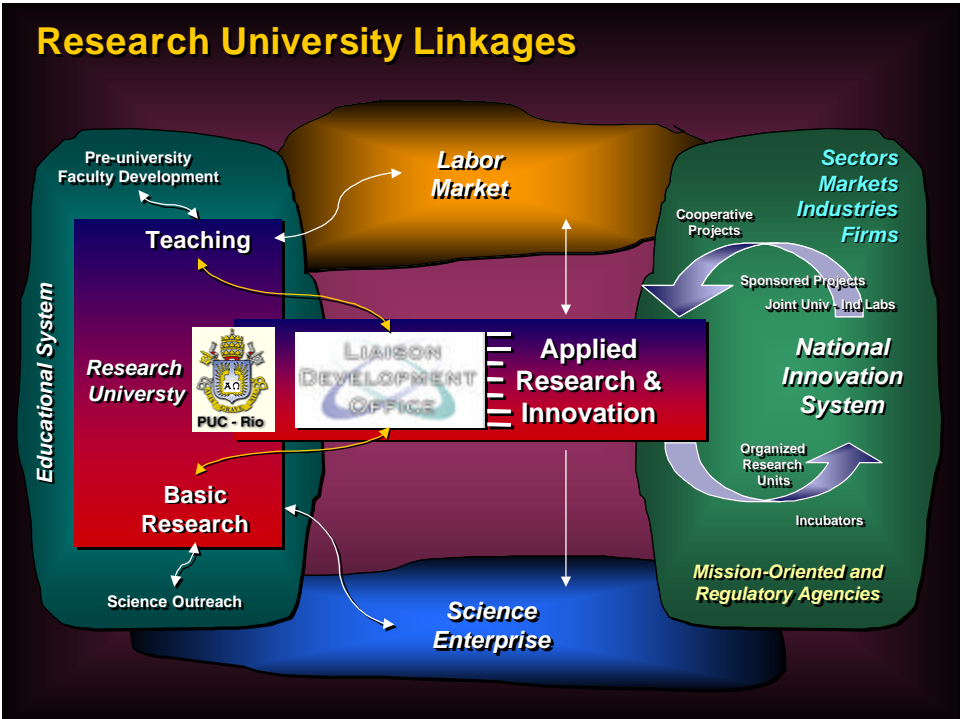 Research University Linkages
Pre-university
Faculty Development
Labor
Market
Sectors
Markets
Industries
Firms
Cooperative
Projects
Teaching
Sponsored Projects
Joint Univ - Ind Labs
Educational System
Research
Universty
ΑΩ
PUC - Rio
LIAISON
DEVELOPMENT
OFFICE
Applied
Research &
Innovation
National
Innovation
System
Organized
Research
Units
Basic
Research
Incubators
Mission-Oriented and
Regulatory Agencies
Science Outreach
Science
Enterprise